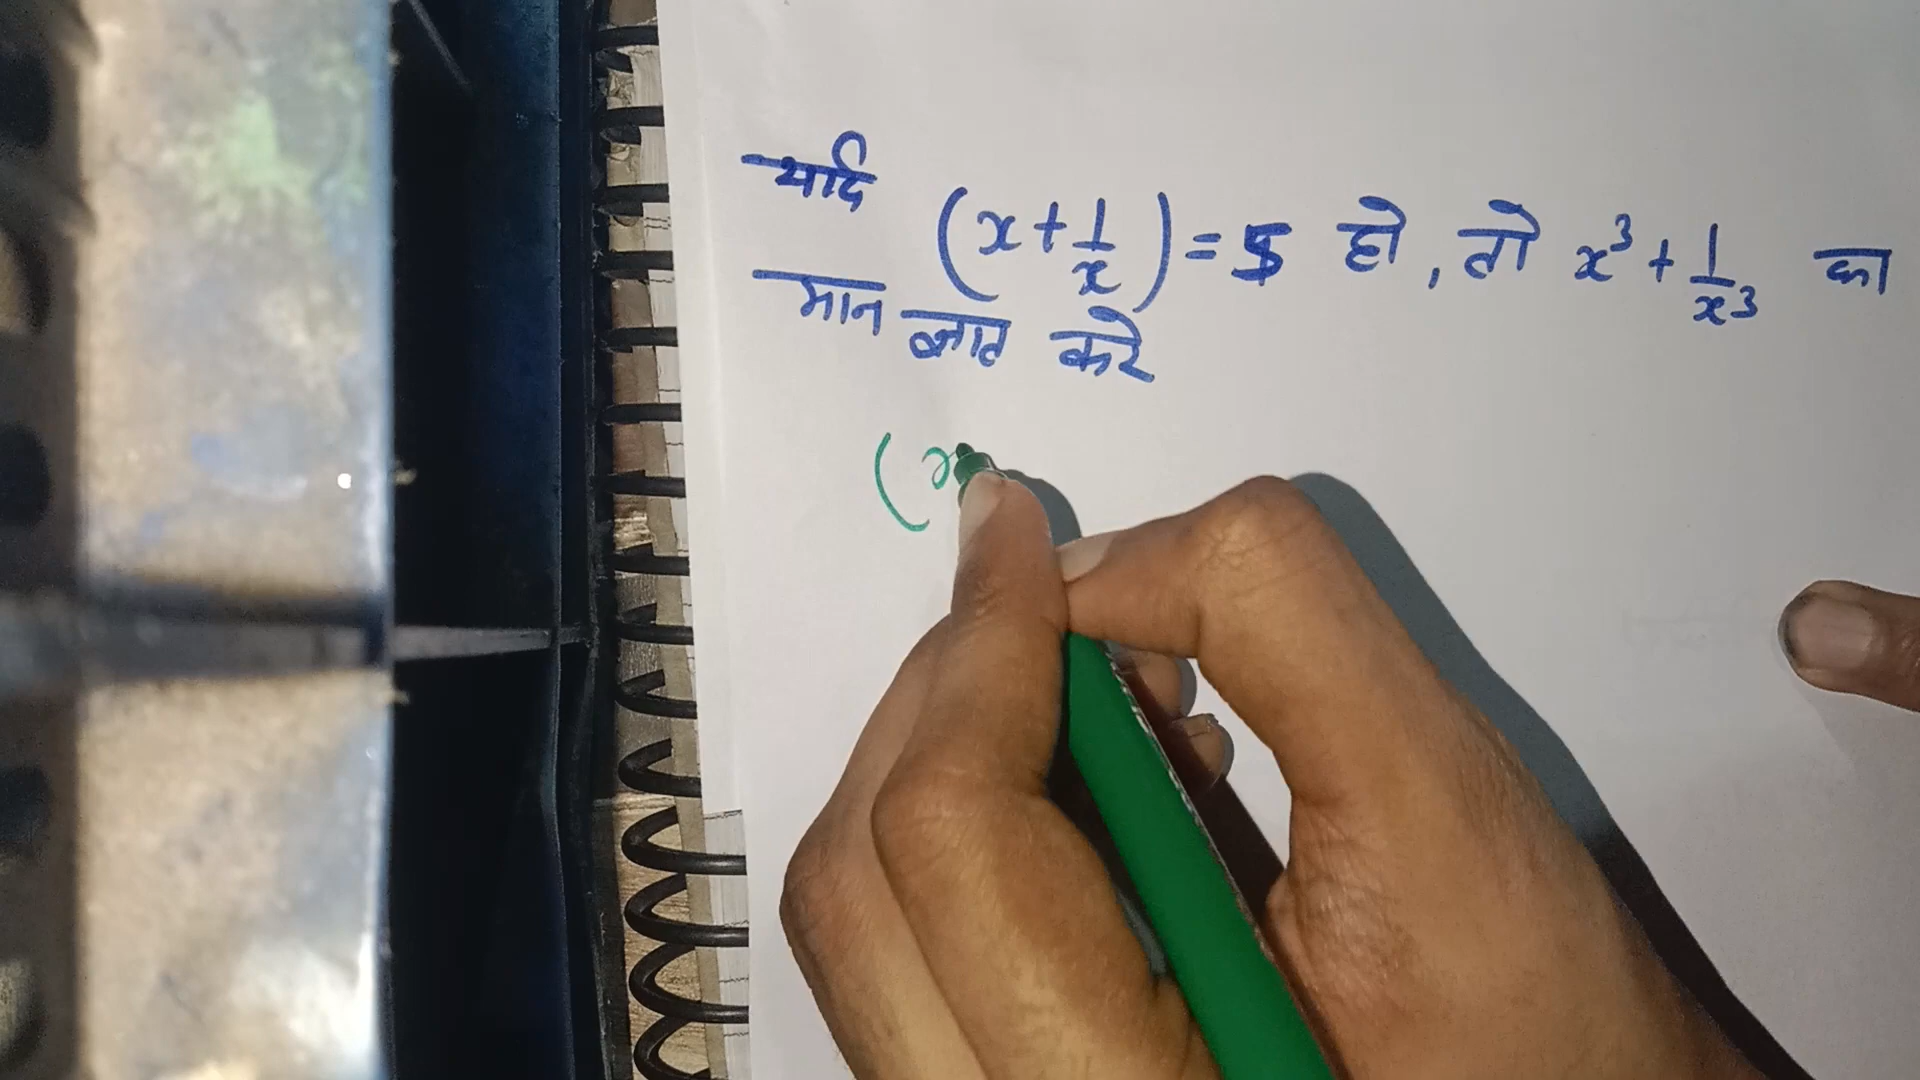 यदि (x + 1/x) = 5 हो, तो x³ + 1/x³ का
मान ज्ञात करे
(x